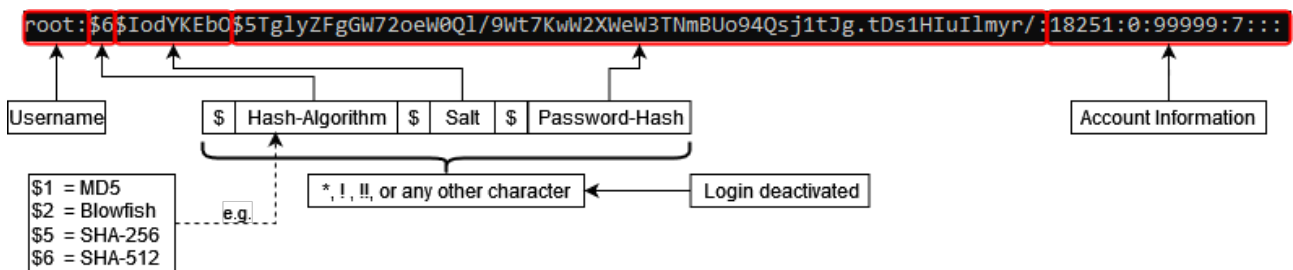 root:$6$IodYKEbO$5TglyZFgGW72oeW0Ql/9Wt7KwW2XWeW3TNmBUo94Qsj1tJg.tDs1HIuIlmyr/:18251:0:99999:7:::
Username
$ Hash-Algorithm $ Salt $ Password-Hash
Account Information
*, ! , !!, or any other character
Login deactivated
$1 = MD5
$2 = Blowfish
$5 = SHA-256
$6 = SHA-512
e.g.